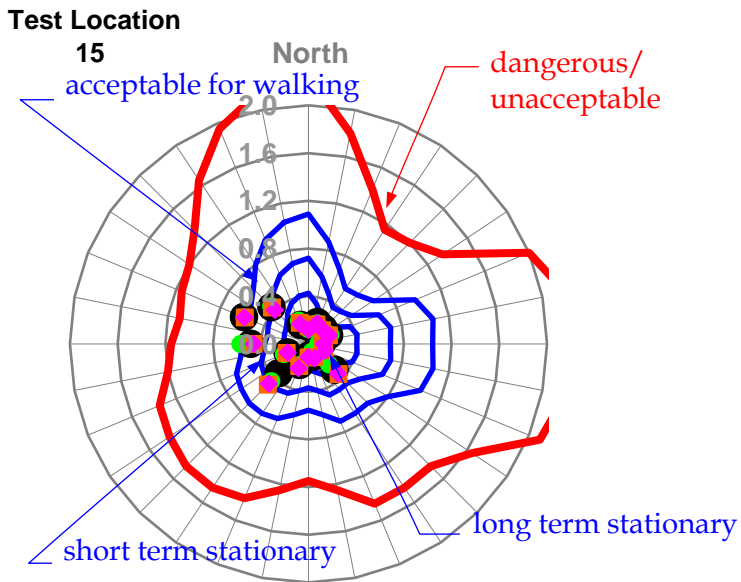 Test Location
15
North
acceptable for walking
dangerous/
unacceptable
2.0
1.6
1.2
0.8
0.4
0.0
long term stationary
short term stationary